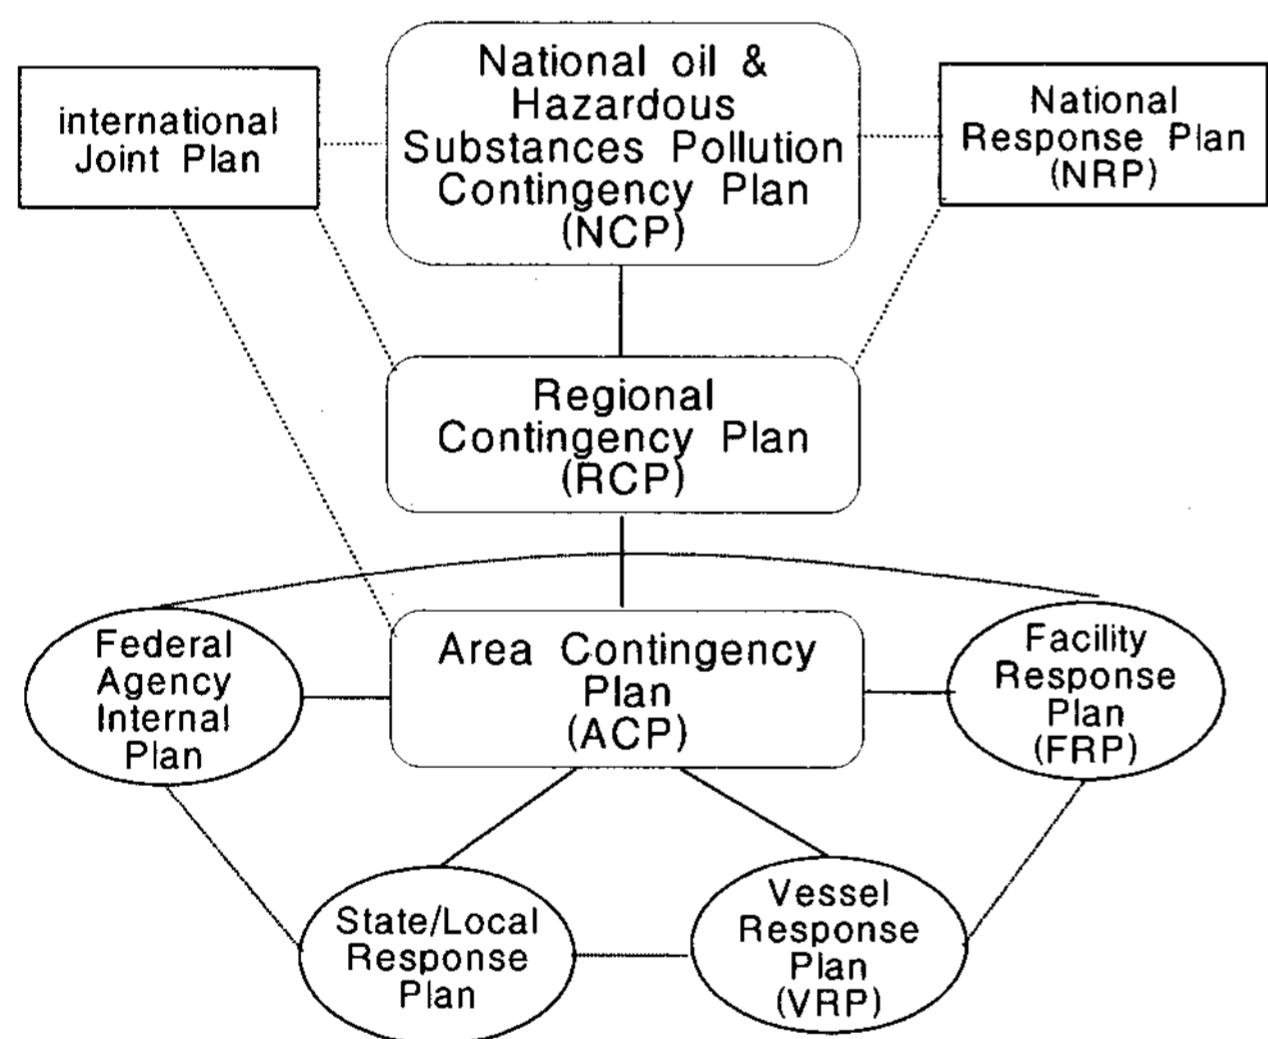 National oil &
Hazardous
Substances Pollution
Contingency Plan
(NCP)
international
Joint Plan
National
Response Plan
(NRP)
Regional
Contingency Plan
(RCP)
Federal
Agency
Internal
Plan
Area Contingency
Plan
(ACP)
Facility
Response
Plan
(FRP)
State/Local
Response
Plan
Vessel
Response
Plan
(VRP)